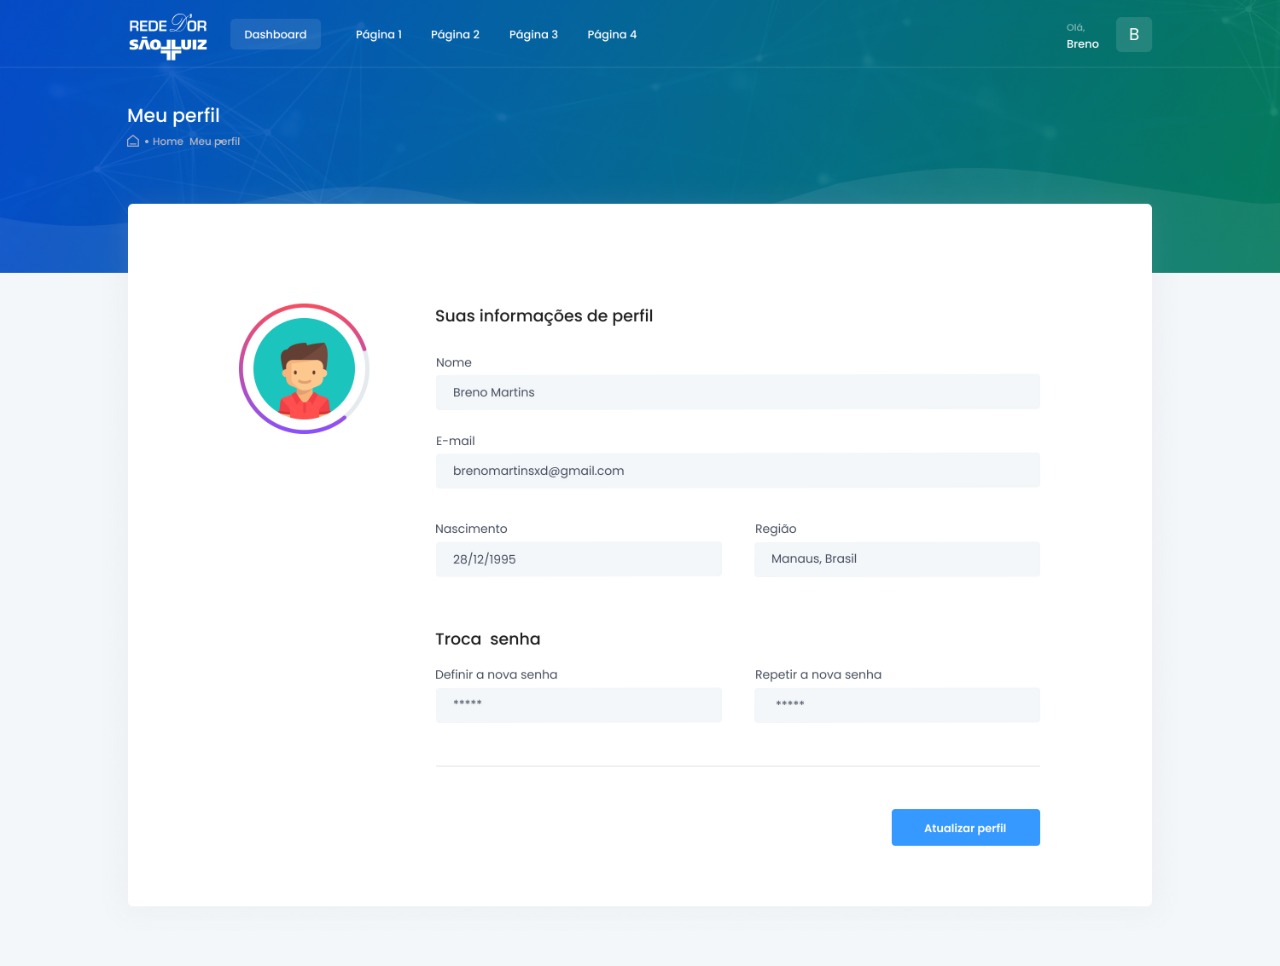 REDE D'OR
SÃO LUIZ
Dashboard
Página 1
Página 2
Página 3
Página 4
Olá,
Breno
B
Meu perfil
• Home Meu perfil
Suas informações de perfil
Nome
Breno Martins
E-mail
brenomartinsxd@gmail.com
Nascimento
Região
28/12/1995
Manaus, Brasil
Troca senha
Definir a nova senha
Repetir a nova senha
*****
*****
Atualizar perfil